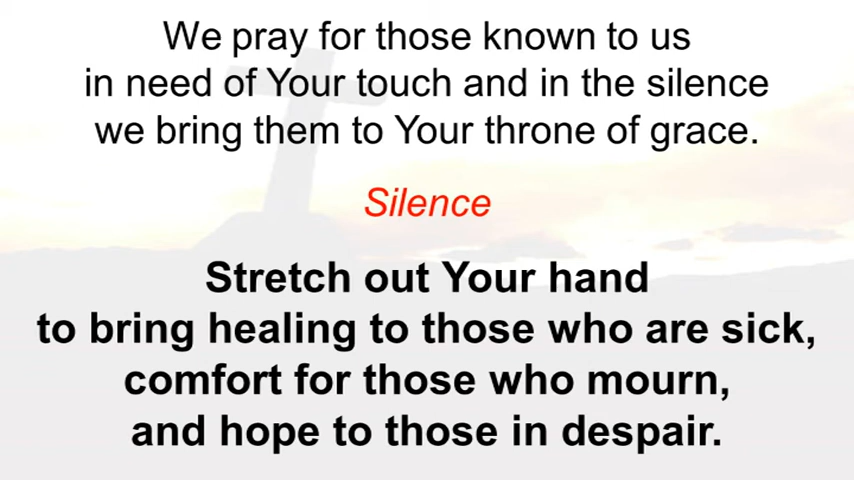 We pray for those known to us
in need of Your touch and in the silence
we bring them to Your throne of grace.
Silence
Stretch out Your hand
to bring healing to those who are sick,
comfort for those who mourn,
and hope to those in despair.